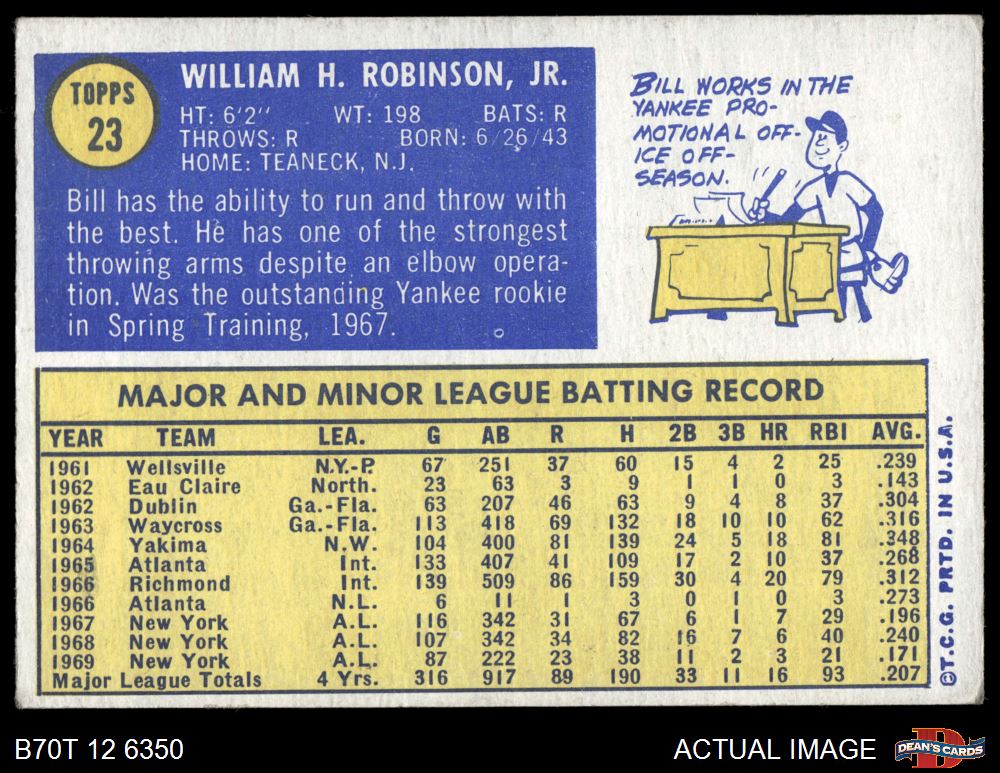 TOPPS
23
WILLIAM H. ROBINSON, JR.
HT: 6'2" WT: 198 BATS: R
THROWS: R BORN: 6/26/43
HOME: TEANECK, N.J.
Bill has the ability to run and throw with
the best. He has one of the strongest
throwing arms despite an elbow opera-
tion. Was the outstanding Yankee rookie
in Spring Training, 1967.
BILL WORKS IN THE
YANKEE PRO-
MOTIONAL OFF-
ICE OFF-
SEASON.
MAJOR AND MINOR LEAGUE BATTING RECORD
YEAR TEAM LEA. G AB R H 2B 3B HR RBI AVG.
1961 Wellsville N.Y.-P. 67 251 37 60 15 4 2 25 .239
1962 Eau Claire North. 23 63 3 9 1 1 0 3 .143
1962 Dublin Ga.-Fla. 63 207 46 63 9 4 8 37 .304
1963 Waycross Ga.-Fla. 113 418 69 132 18 10 10 62 .316
1964 Yakima N.W. 104 400 81 139 24 5 18 81 .348
1965 Atlanta Int. 133 407 41 109 17 2 10 37 .268
1966 Richmond Int. 139 509 86 159 30 4 20 79 .312
1966 Atlanta N.L. 6 11 1 3 0 1 0 3 .273
1967 New York A.L. 116 342 31 67 6 1 7 29 .196
1968 New York A.L. 107 342 34 82 16 7 6 40 .240
1969 New York A.L. 87 222 23 38 11 2 3 21 .171
Major League Totals 4 Yrs. 316 917 89 190 33 11 16 93 .207
©T.C.G. PRTD. IN U.S.A.
B70T 12 6350
ACTUAL IMAGE
D
DEAN'S CARDS